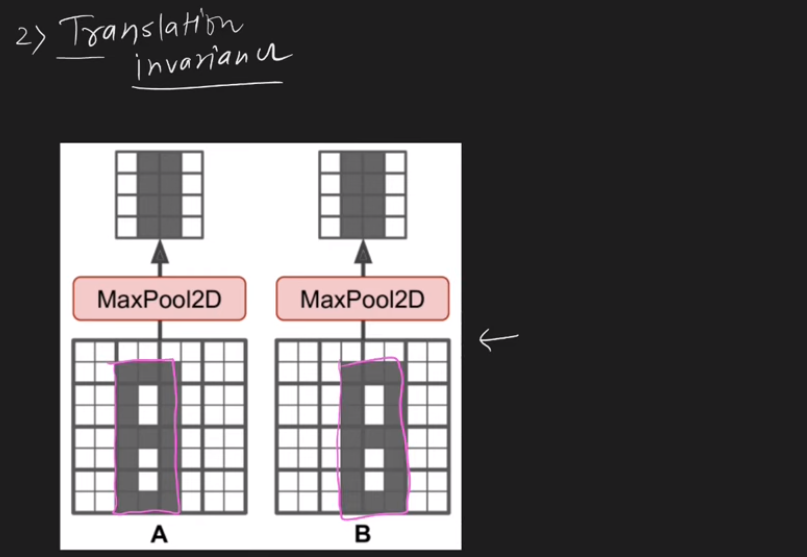 2) Translation
invariance
MaxPool2D MaxPool2D
A B